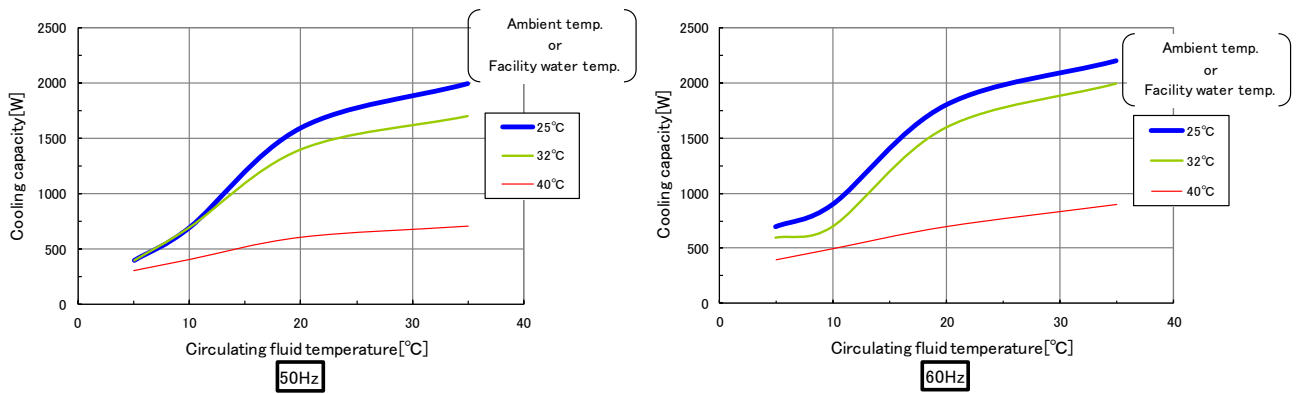 2500
2000
1500
1000
500
0
Cooling capacity[W]
0
10
20
30
40
Circulating fluid temperature[℃]
50Hz
Ambient temp.
or
Facility water temp.
25℃
32℃
40℃
2500
2000
1500
1000
500
0
Cooling capacity[W]
0
10
20
30
40
Circulating fluid temperature[℃]
60Hz
Ambient temp.
or
Facility water temp.
25℃
32℃
40℃